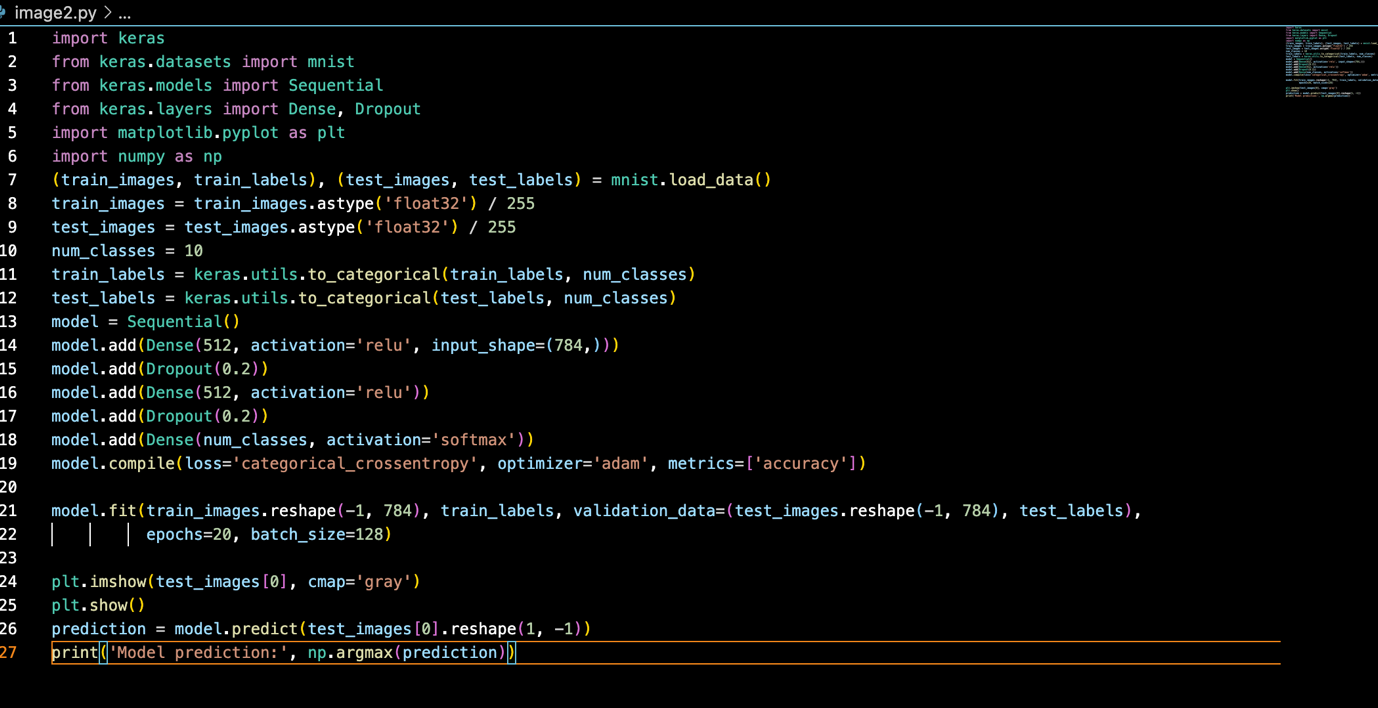 image2.py > ...
1 import keras
2 from keras.datasets import mnist
3 from keras.models import Sequential
4 from keras.layers import Dense, Dropout
5 import matplotlib.pyplot as plt
6 import numpy as np
7 (train_images, train_labels), (test_images, test_labels) = mnist.load_data()
8 train_images = train_images.astype('float32') / 255
9 test_images = test_images.astype('float32') / 255
10 num_classes = 10
11 train_labels = keras.utils.to_categorical(train_labels, num_classes)
12 test_labels = keras.utils.to_categorical(test_labels, num_classes)
13 model = Sequential()
14 model.add(Dense(512, activation='relu', input_shape=(784,)))
15 model.add(Dropout(0.2))
16 model.add(Dense(512, activation='relu'))
17 model.add(Dropout(0.2))
18 model.add(Dense(num_classes, activation='softmax'))
19 model.compile(loss='categorical_crossentropy', optimizer='adam', metrics=['accuracy'])
20
21 model.fit(train_images.reshape(-1, 784), train_labels, validation_data=(test_images.reshape(-1, 784), test_labels),
22           epochs=20, batch_size=128)
23
24 plt.imshow(test_images[0], cmap='gray')
25 plt.show()
26 prediction = model.predict(test_images[0].reshape(1, -1))
27 print('Model prediction:', np.argmax(prediction))